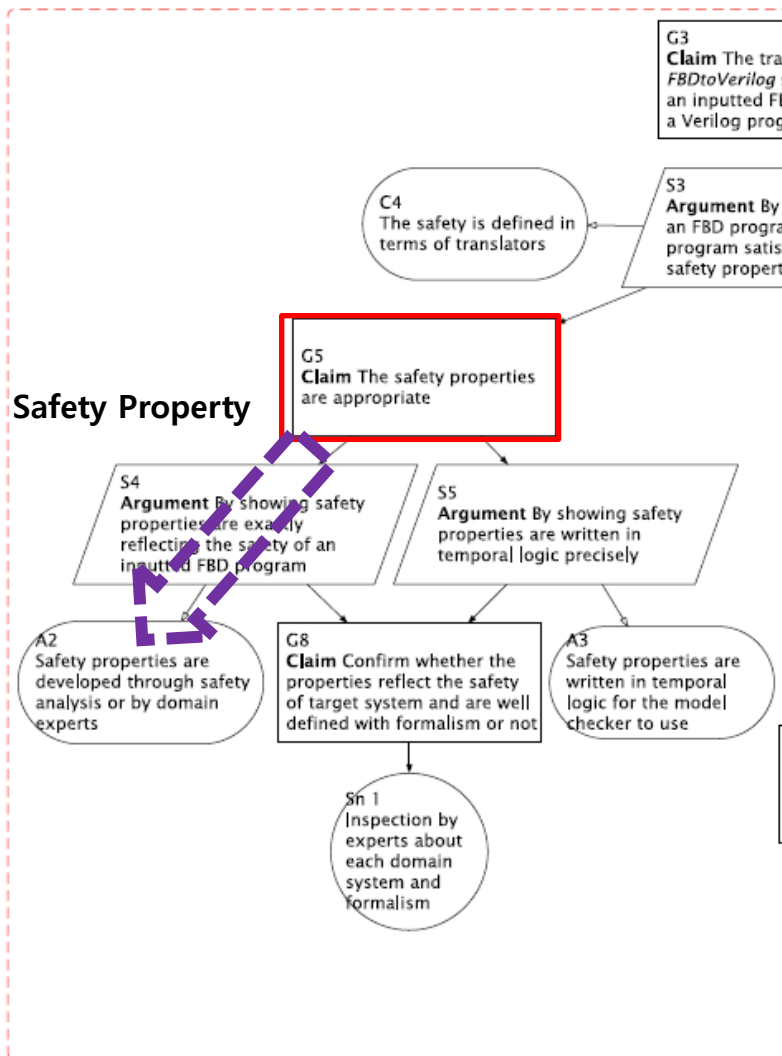 G3
Claim The
FBDtoVerilog
an inputted
a Verilog
C4
The safety is defined in
terms of translators
S3
Argument By
an FBD
program
safety
G5
Claim The safety properties
are appropriate
Safety Property
S4
Argument By showing safety
properties are exactly
reflecting the safety of an
inputted FBD program
S5
Argument By showing safety
properties are written in
temporal logic precisely
A2
Safety properties are
developed through safety
analysis or by domain
experts
G8
Claim Confirm whether the
properties reflect the safety
of target system and are well
defined with formalism or not
A3
Safety properties are
written in temporal
logic for the model
checker to use
Sn 1
Inspection by
experts about
each domain
system and
formalism